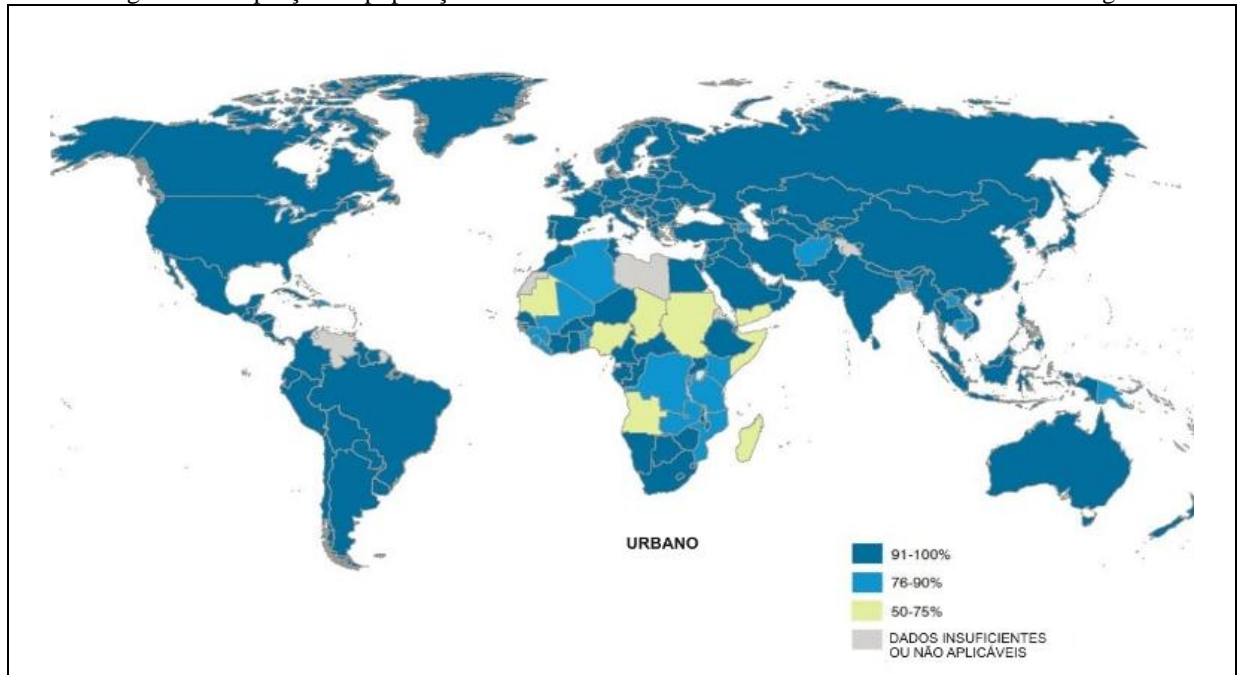 URBANO
91-100%
76-90%
50-75%
DADOS INSUFICIENTES
OU NÃO APLICÁVEIS